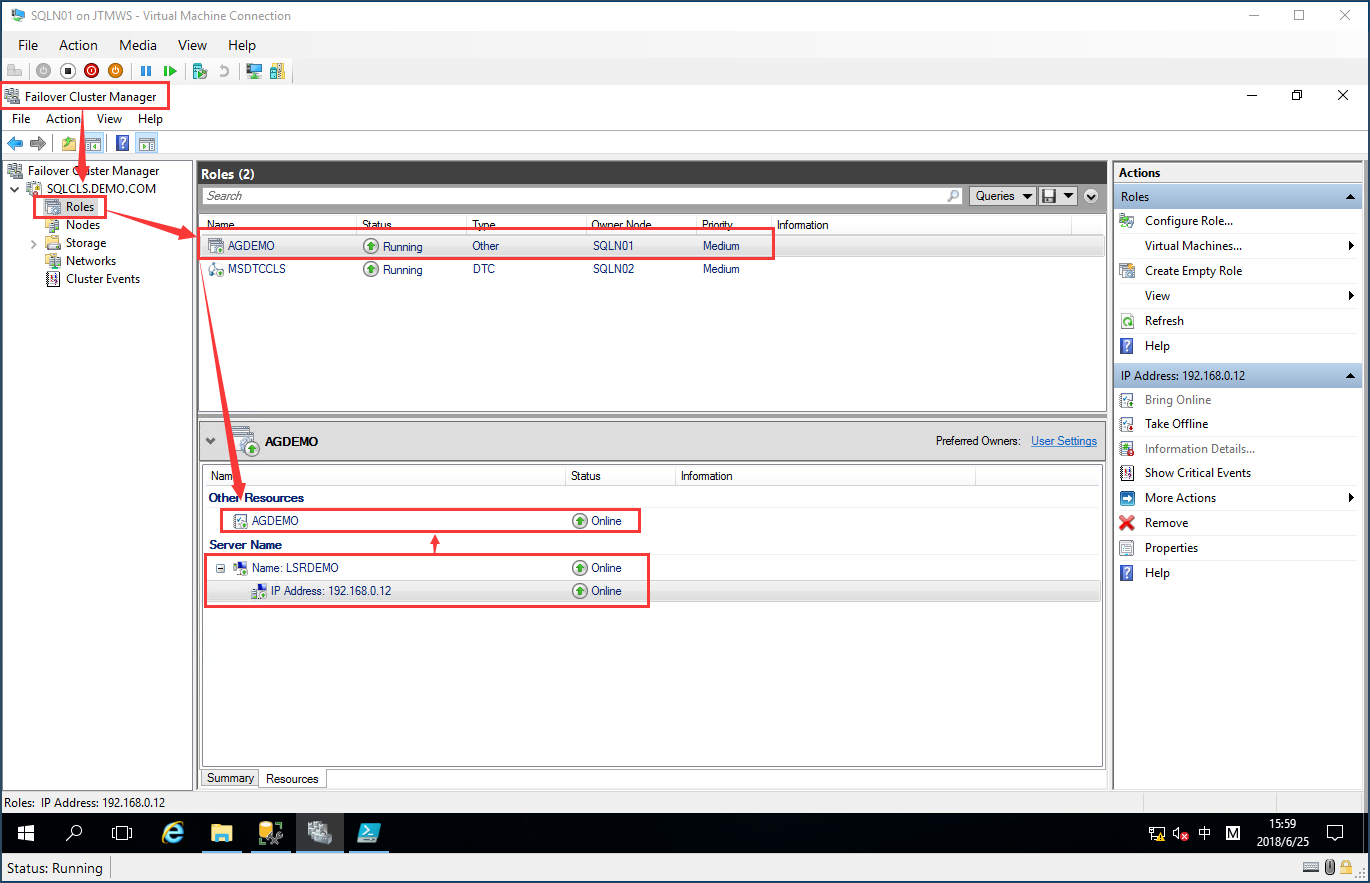 SQLN01 on JTMWS - Virtual Machine Connection
File Action Media View Help
Failover Cluster Manager
File Action View Help
Failover Cluster Manager
SQLCLS.DEMO.COM
Roles
Nodes
Storage
Networks
Cluster Events
Roles (2)
Search
Queries
Name Status Type Owner Node Priority Information
AGDEMO Running Other SQLN01 Medium
MSDTCCLS Running DTC SQLN02 Medium
AGDEMO
Preferred Owners: User Settings
Name Status Information
Other Resources
AGDEMO Online
Server Name
Name: LSRDEMO Online
IP Address: 192.168.0.12 Online
Summary Resources
Actions
Roles
Configure Role...
Virtual Machines...
Create Empty Role
View
Refresh
Help
IP Address: 192.168.0.12
Bring Online
Take Offline
Information Details...
Show Critical Events
More Actions
Remove
Properties
Help
Roles: IP Address: 192.168.0.12
中 M
15:59
2018/6/25
Status: Running